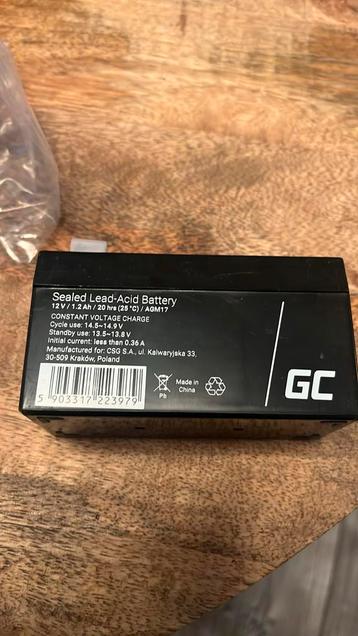 Sealed Lead-Acid Battery
12 V / 1.2 Ah / 20 hrs (25 °C) / AGM17
CONSTANT VOLTAGE CHARGE
Cycle use: 14.5~14.9 V
Standby use: 13.5~13.8 V
Initial current: less than 0.36 A
Manufactured for: CSG S.A., ul. Kalwaryjska 33,
30-509 Kraków, Poland
5 903317 223979
Pb
Made in
China
GC